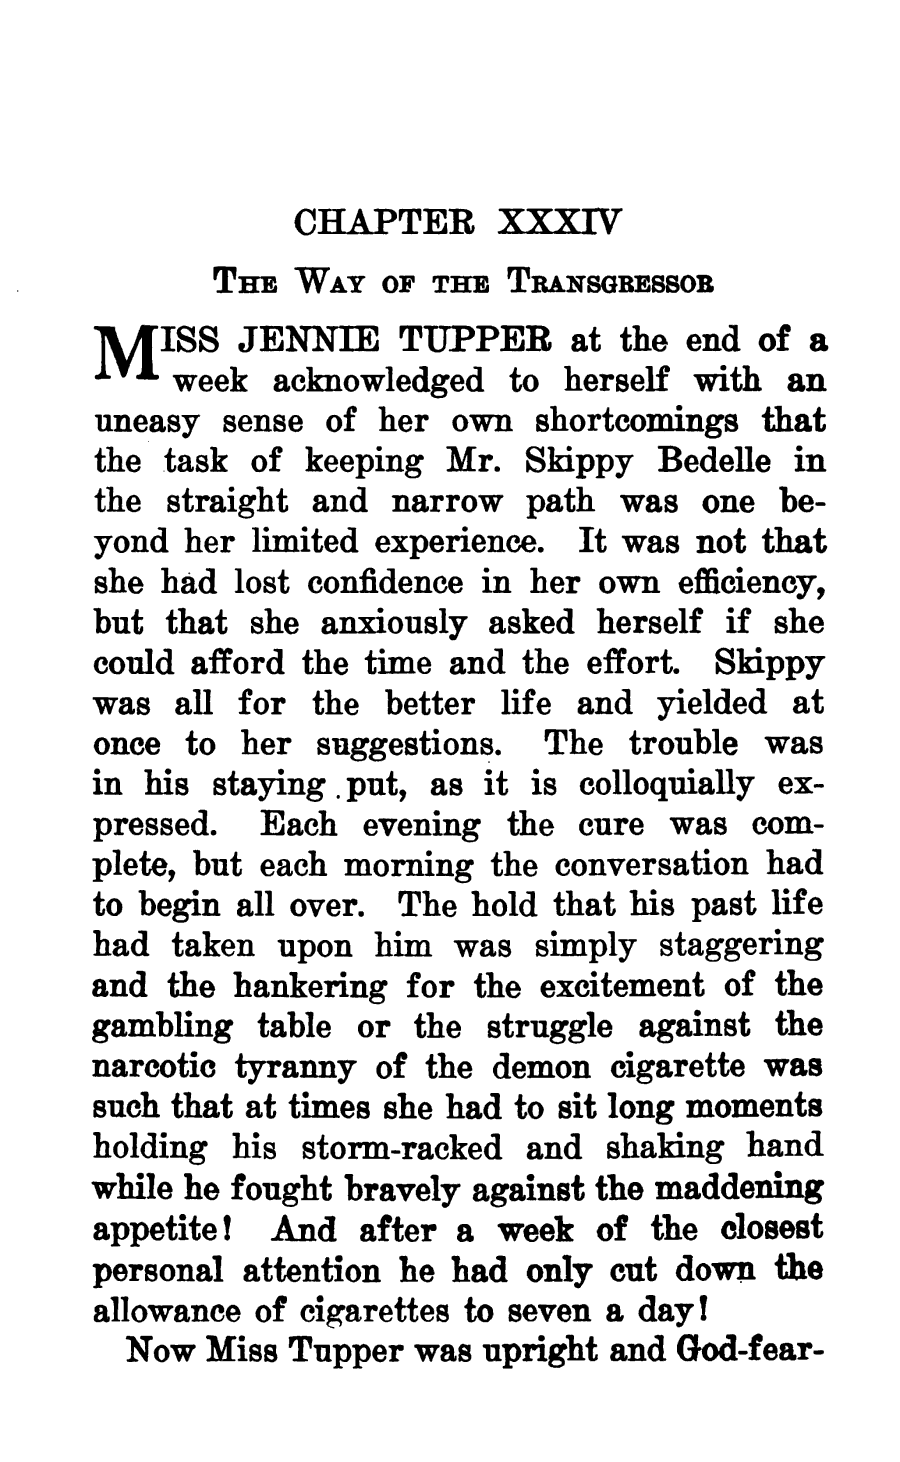 CHAPTER XXXIV
The Way of the Transgressor
MISS JENNIE TUPPER at the end of a
week acknowledged to herself with an
uneasy sense of her own shortcomings that
the task of keeping Mr. Skippy Bedelle in
the straight and narrow path was one be-
yond her limited experience. It was not that
she had lost confidence in her own efficiency,
but that she anxiously asked herself if she
could afford the time and the effort. Skippy
was all for the better life and yielded at
once to her suggestions. The trouble was
in his staying put, as it is colloquially ex-
pressed. Each evening the cure was com-
plete, but each morning the conversation had
to begin all over. The hold that his past life
had taken upon him was simply staggering
and the hankering for the excitement of the
gambling table or the struggle against the
narcotic tyranny of the demon cigarette was
such that at times she had to sit long moments
holding his storm-racked and shaking hand
while he fought bravely against the maddening
appetite! And after a week of the closest
personal attention he had only cut down the
allowance of cigarettes to seven a day!
Now Miss Tupper was upright and God-fear-